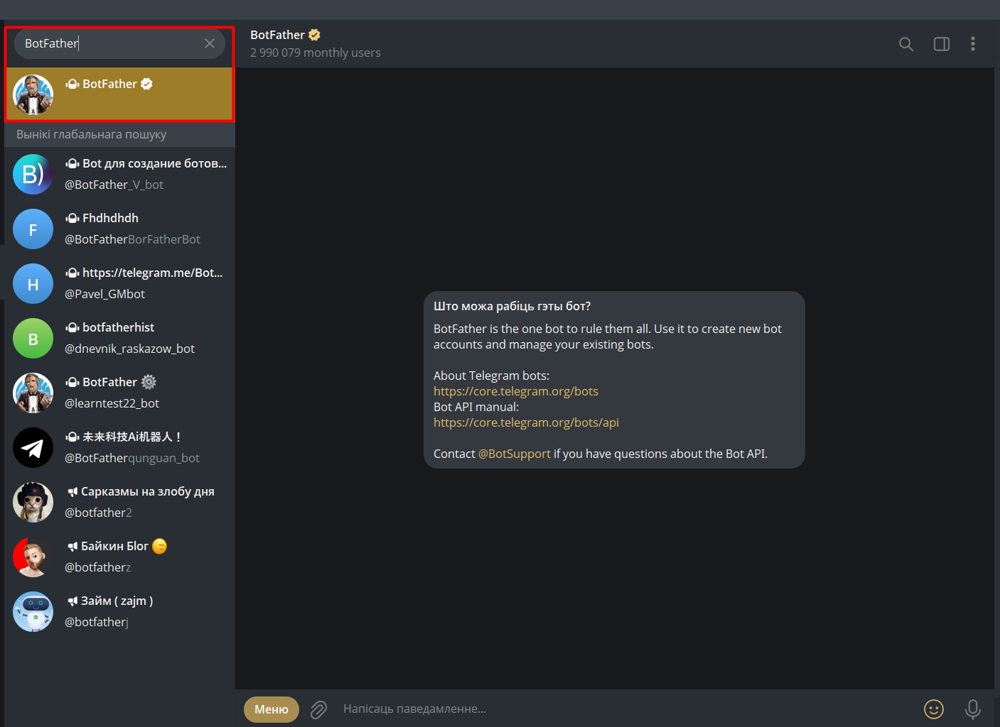 BotFather
BotFather
Вынікі глабальнага пошуку
B)
Bot для создание ботов...
@BotFather_V_bot
F
Fhdhdhdh
@BotFatherBorFatherBot
H
https://telegram.me/Bot...
@Pavel_GMbot
B
botfatherhist
@dnevnik_raskazow_bot
BotFather
@learntest22_bot
未来科技Ai机器人！
@BotFatherqunguan_bot
Сарказмы на злобу дня
@botfather2
Байкин Блог
@botfatherz
Займ ( zajm )
@botfatherj
BotFather
2 990 079 monthly users
Што можа рабіць гэты бот?
BotFather is the one bot to rule them all. Use it to create new bot
accounts and manage your existing bots.
About Telegram bots:
https://core.telegram.org/bots
Bot API manual:
https://core.telegram.org/bots/api
Contact @BotSupport if you have questions about the Bot API.
Меню
Напісаць паведамленне...